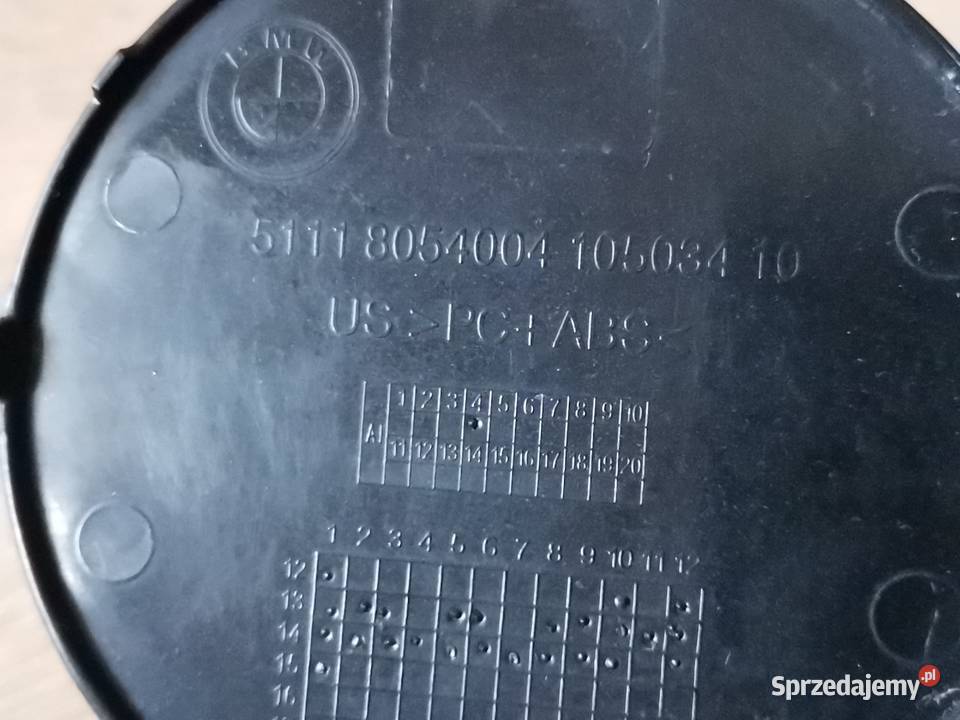 BMW
5111 8054004 105034 10
US >PC+ABS<
1 2 3 4 5 6 7 8 9 10
AI
11 12 13 14 15 16 17 18 19 20
1 2 3 4 5 6 7 8 9 10 11 12
12
13
14
15
16
Sprzedajemy.pl